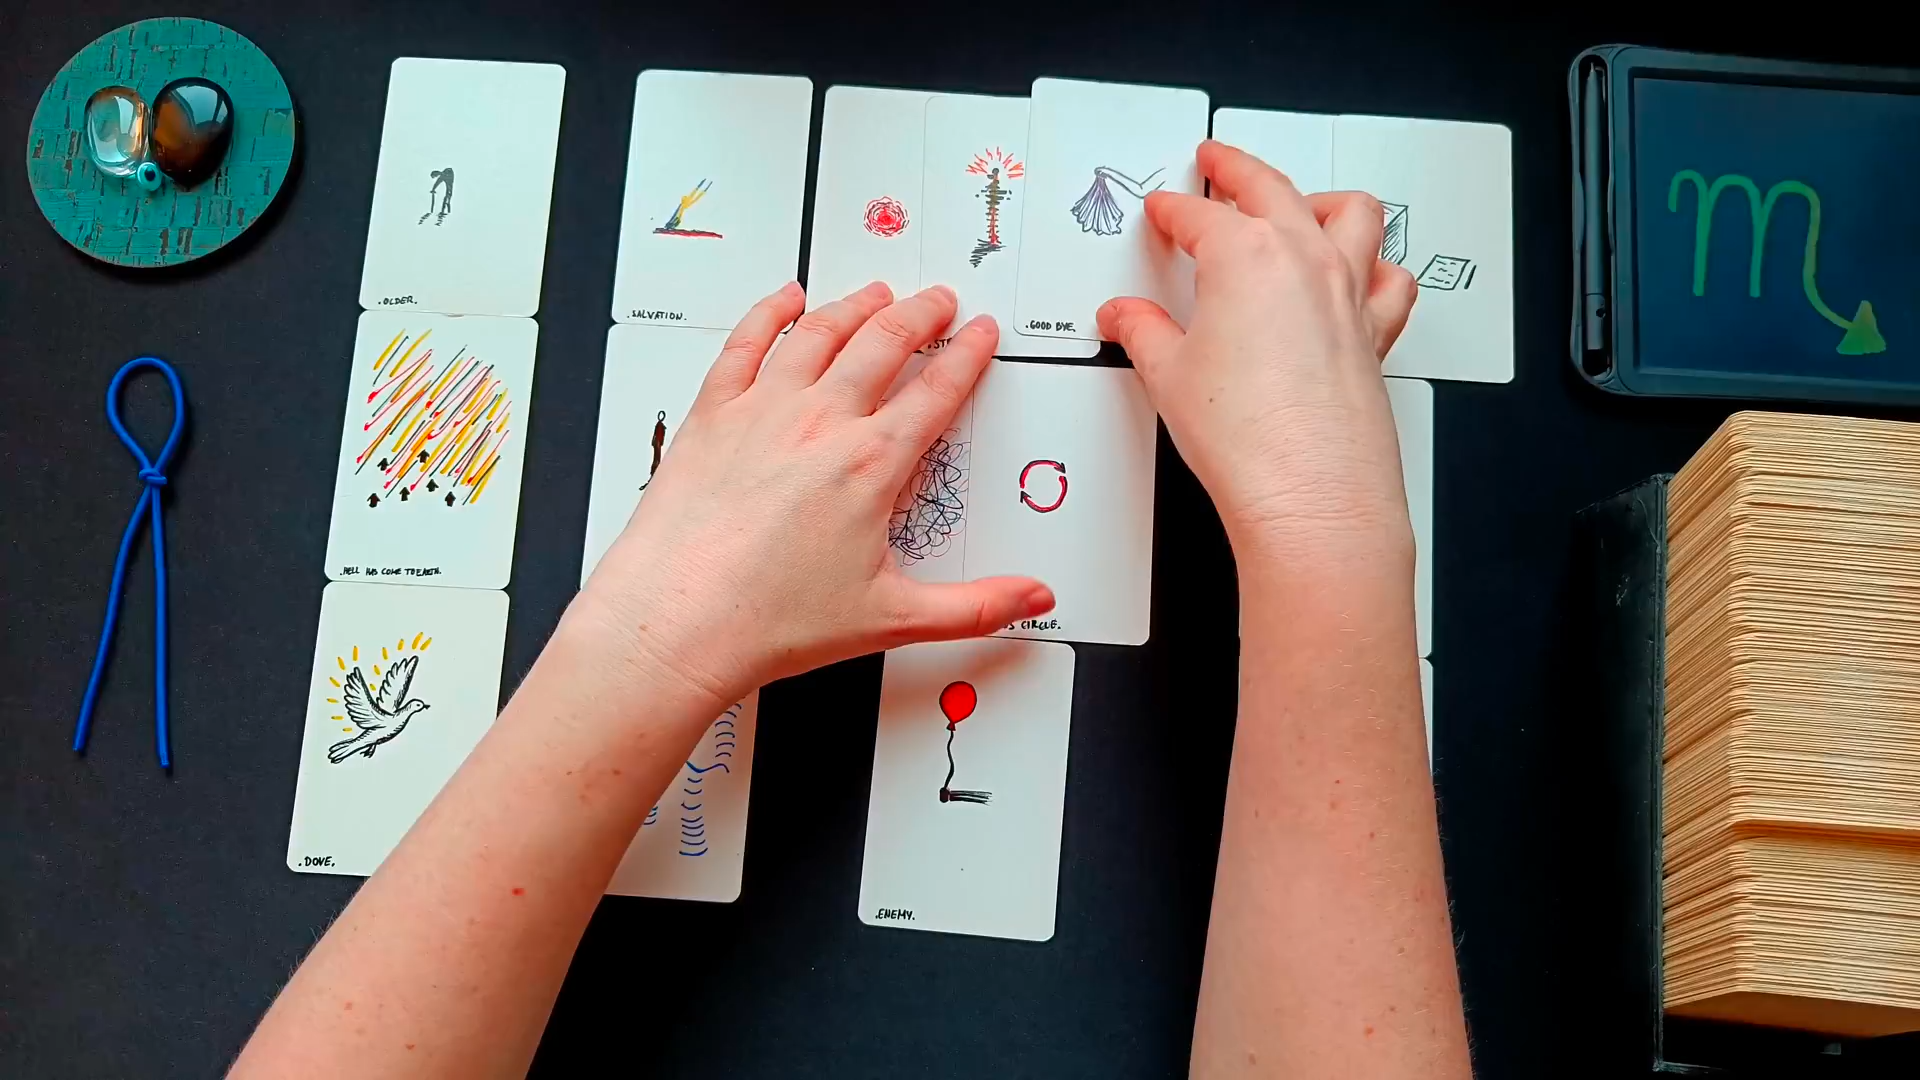 .OLDER.
.SALVATION.
.GOOD BYE.
.HELL HAS COME TO EARTH.
CIRCLE.
.DOVE.
.ENEMY.